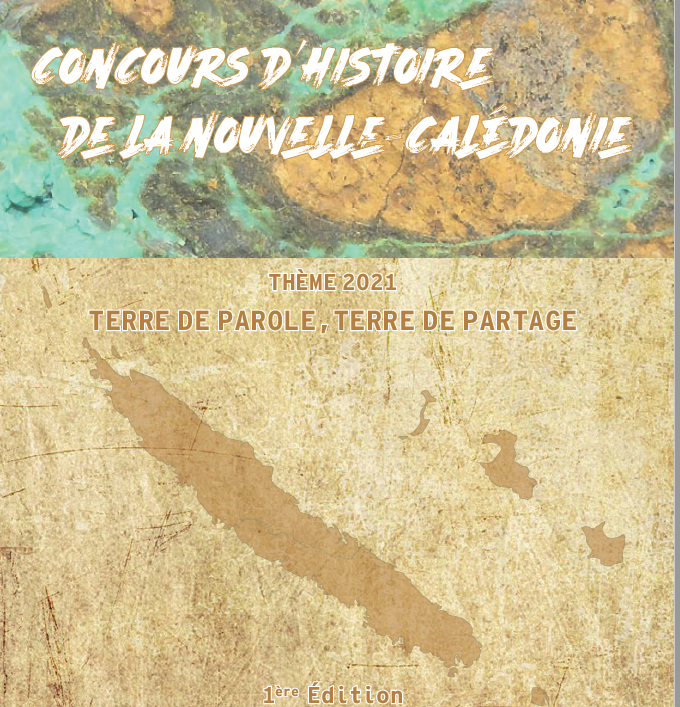 CONCOURS D'HISTOIRE
DE LA NOUVELLE-CALÉDONIE
THÈME 2021
TERRE DE PAROLE, TERRE DE PARTAGE
1ère Édition